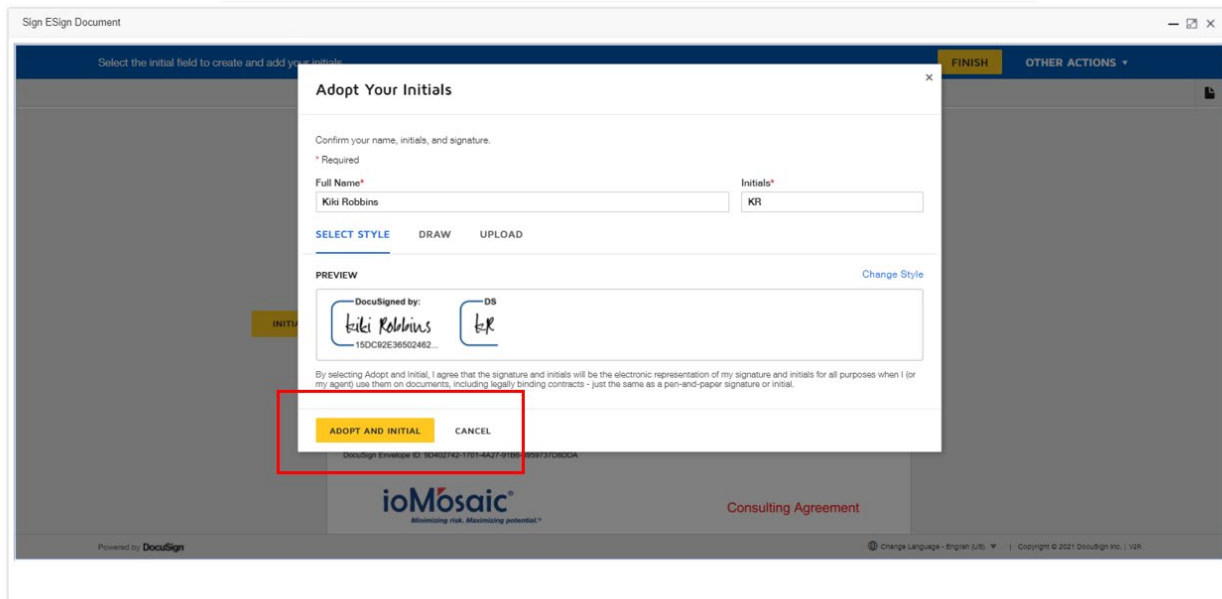 Sign ESign Document
Select the initial field to create and add your initials
FINISH
OTHER ACTIONS
Adopt Your Initials
Confirm your name, initials, and signature.
* Required
Full Name*
Initials*
Kiki Robbins
KR
SELECT STYLE DRAW UPLOAD
PREVIEW
Change Style
DocuSigned by:
DS
kiki Robbins
kR
15DC92E36502462...
INITIA
By selecting Adopt and Initial, I agree that the signature and initials will be the electronic representation of my signature and initials for all purposes when I (or
my agent) use them on documents, including legally binding contracts - just the same as a pen-and-paper signature or initial.
ADOPT AND INITIAL
CANCEL
DocuSign Envelope ID:
ioMosaic®
Minimizing risk. Maximizing potential.®
Consulting Agreement
Powered by DocuSign
Change Language - English (US)
| Copyright © 2021 DocuSign Inc. | V2R